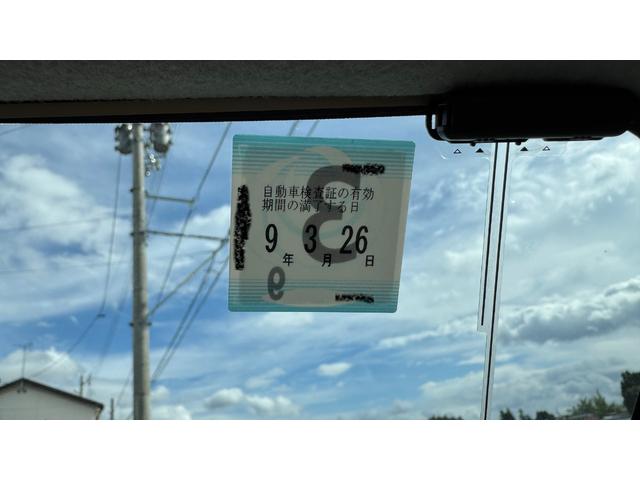 自動車検査証の有効
期間の満了する日
9 3 26
年 月 日